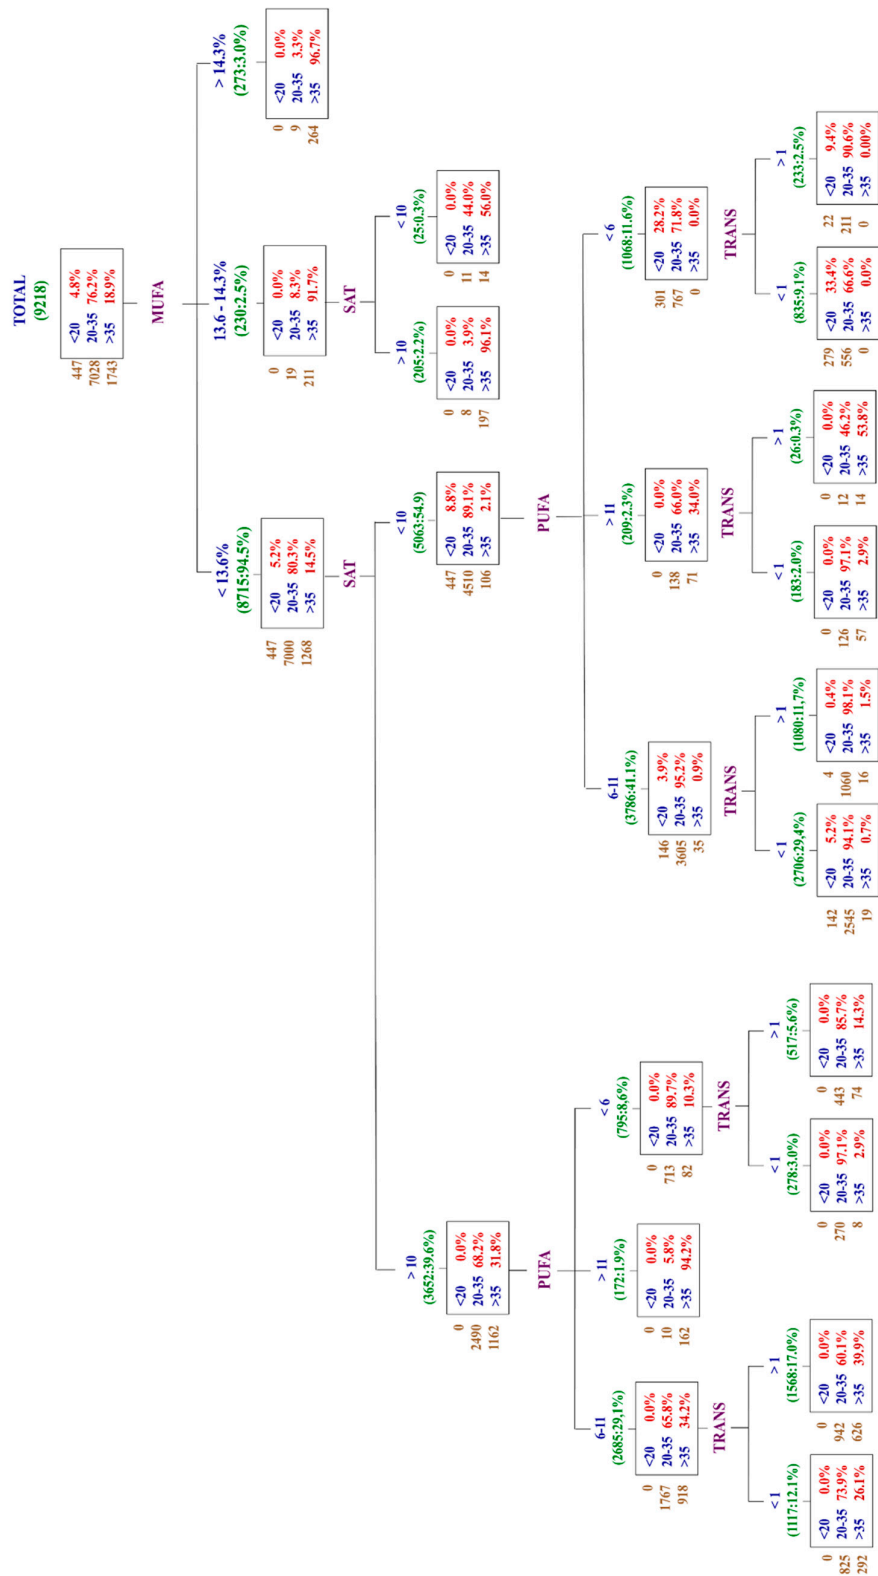 TOTAL
(9218)
447 <20 4.8%
7028 20-35 76.2%
1743 >35 18.9%
MUFA
< 13.6%
(8715:94.5%)
447 <20 5.2%
7000 20-35 80.3%
1268 >35 14.5%
SAT
13.6 - 14.3%
(230:2.5%)
0 <20 0.0%
19 20-35 8.3%
211 >35 91.7%
SAT
> 14.3%
(273:3.0%)
0 <20 0.0%
9 20-35 3.3%
264 >35 96.7%
> 10
(3652:39.6%)
0 <20 0.0%
2490 20-35 68.2%
1162 >35 31.8%
PUFA
< 10
(5063:54.9)
447 <20 8.8%
4510 20-35 89.1%
106 >35 2.1%
PUFA
> 10
(205:2.2%)
0 <20 0.0%
8 20-35 3.9%
197 >35 96.1%
< 10
(25:0.3%)
0 <20 0.0%
11 20-35 44.0%
14 >35 56.0%
6-11
(2685:29,1%)
0 <20 0.0%
1767 20-35 65.8%
918 >35 34.2%
TRANS
> 11
(172:1.9%)
0 <20 0.0%
10 20-35 5.8%
162 >35 94.2%
< 6
(795:8,6%)
0 <20 0.0%
713 20-35 89.7%
82 >35 10.3%
TRANS
6-11
(3786:41.1%)
146 <20 3.9%
3605 20-35 95.2%
35 >35 0.9%
TRANS
> 11
(209:2.3%)
0 <20 0.0%
138 20-35 66.0%
71 >35 34.0%
TRANS
< 6
(1068:11.6%)
301 <20 28.2%
767 20-35 71.8%
0 >35 0.0%
TRANS
< 1
(1117:12.1%)
0 <20 0.0%
825 20-35 73.9%
292 >35 26.1%
> 1
(1568:17.0%)
0 <20 0.0%
942 20-35 60.1%
626 >35 39.9%
< 1
(278:3.0%)
0 <20 0.0%
270 20-35 97.1%
8 >35 2.9%
> 1
(517:5.6%)
0 <20 0.0%
443 20-35 85.7%
74 >35 14.3%
< 1
(2706:29,4%)
142 <20 5.2%
2545 20-35 94.1%
19 >35 0.7%
> 1
(1080:11,7%)
4 <20 0.4%
1060 20-35 98.1%
16 >35 1.5%
< 1
(183:2.0%)
0 <20 0.0%
126 20-35 97.1%
57 >35 2.9%
> 1
(26:0.3%)
0 <20 0.0%
12 20-35 46.2%
14 >35 53.8%
< 1
(835:9.1%)
279 <20 33.4%
556 20-35 66.6%
0 >35 0.0%
> 1
(233:2.5%)
22 <20 9.4%
211 20-35 90.6%
0 >35 0.00%